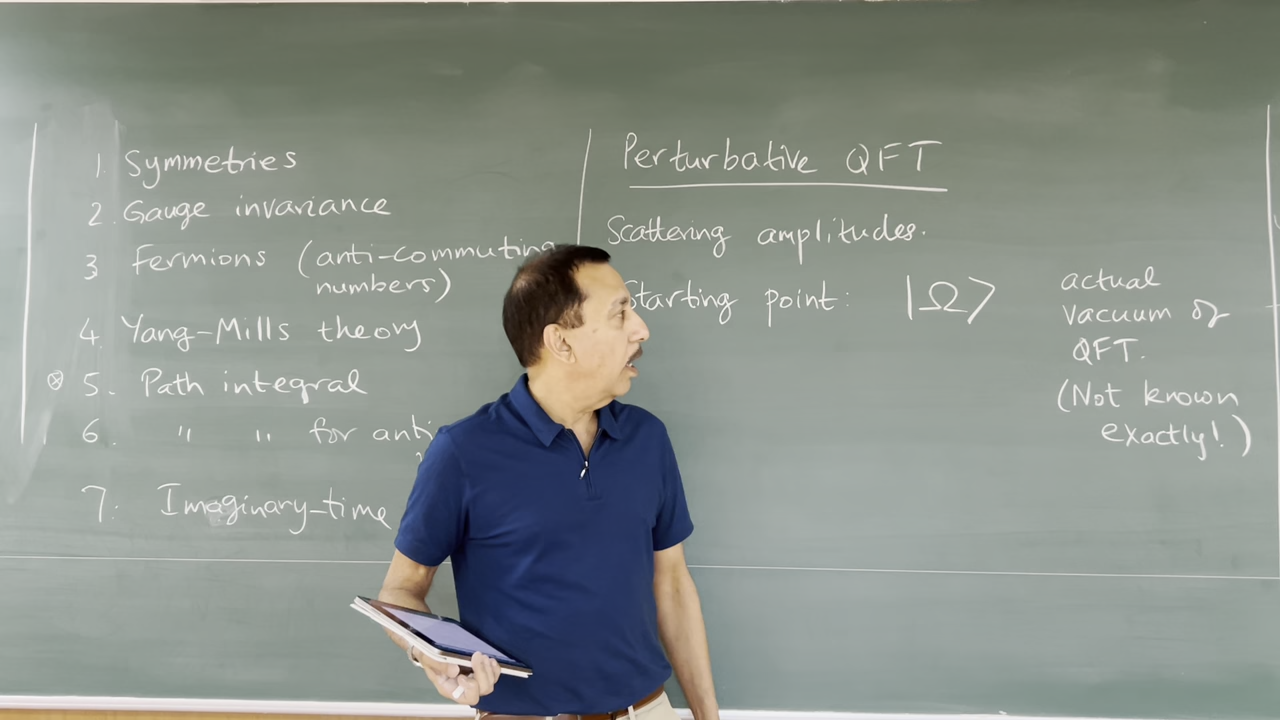 1. Symmetries
2. Gauge invariance
3 Fermions (anti-commuting
numbers)
4. Yang-Mills theory
⊗ 5. Path integral
6. " " for anti
7. Imaginary-time
Perturbative QFT
Scattering amplitudes.
Starting point: |Ω>
actual
vacuum of
QFT.
(Not known
exactly!)